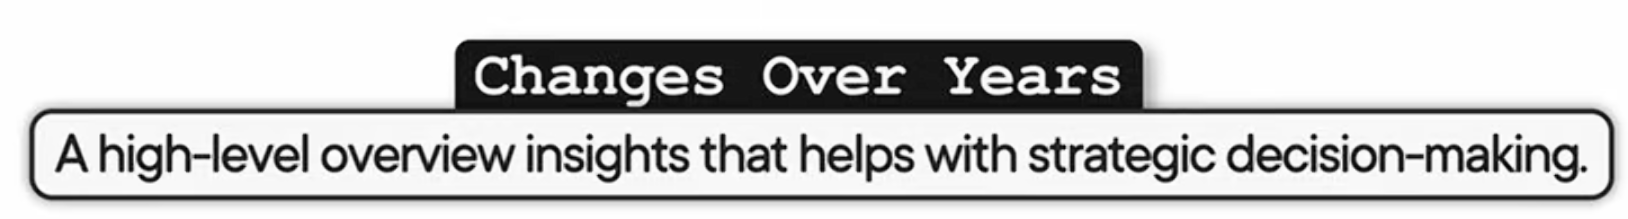 Changes Over Years
A high-level overview insights that helps with strategic decision-making.